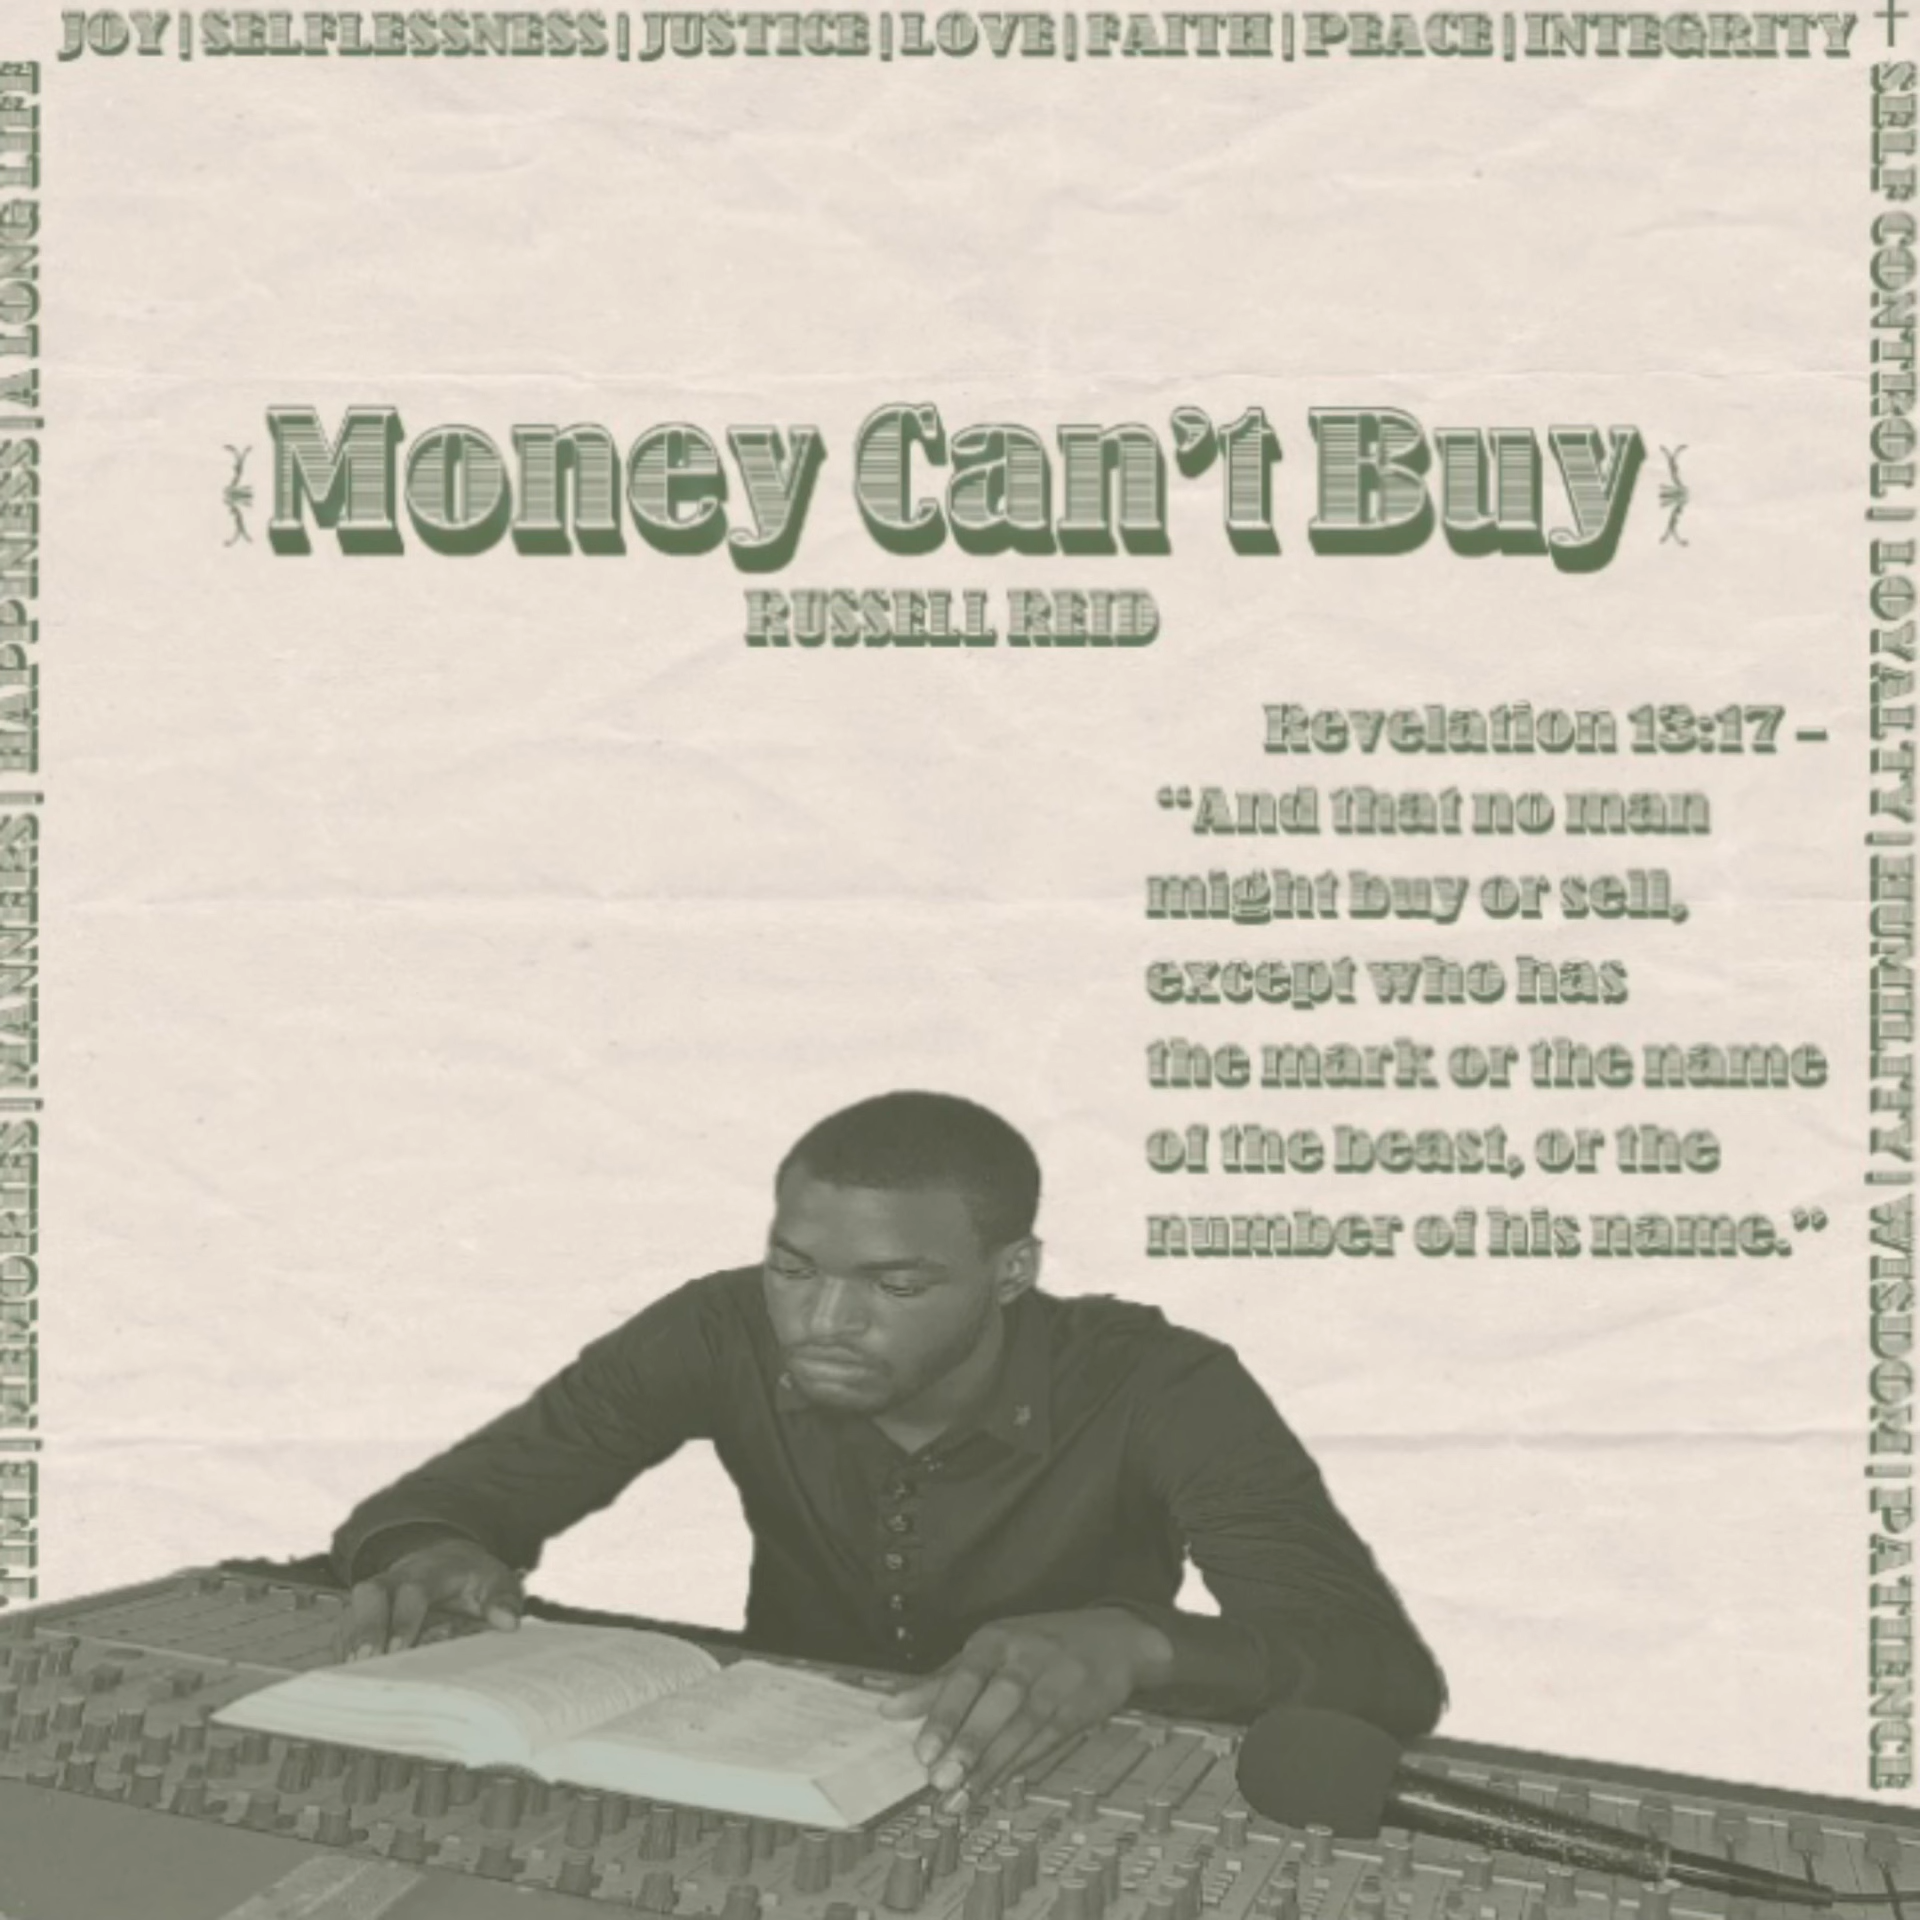 JOY | SELFLESSNESS | JUSTICE | LOVE | FAITH | PEACE | INTEGRITY
SELF CONTROL | LOYALTY | HUMILITY | WISDOM | PATIENCE
TIME | MEMORIES | MANNERS | HAPPINESS | A LONG LIFE
Money Can't Buy
RUSSELL REID
Revelation 13:17 –
“And that no man
might buy or sell,
except who has
the mark or the name
of the beast, or the
number of his name.”